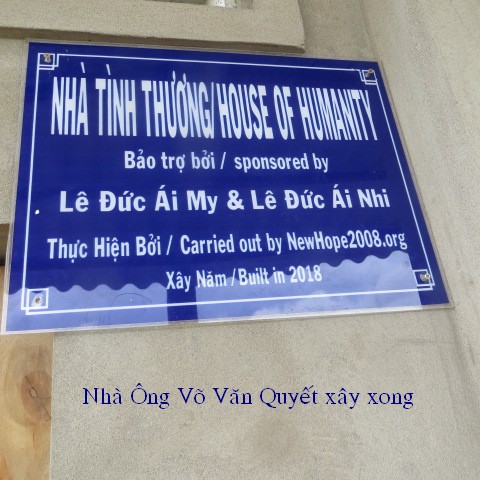 NHÀ TÌNH THƯƠNG/HOUSE OF HUMANITY
Bảo trợ bởi / sponsored by
Lê Đức Ái My & Lê Đức Ái Nhi
Thực Hiện Bởi / Carried out by NewHope2008.org
Xây Năm / Built in 2018
Nhà Ông Võ Văn Quyết xây xong